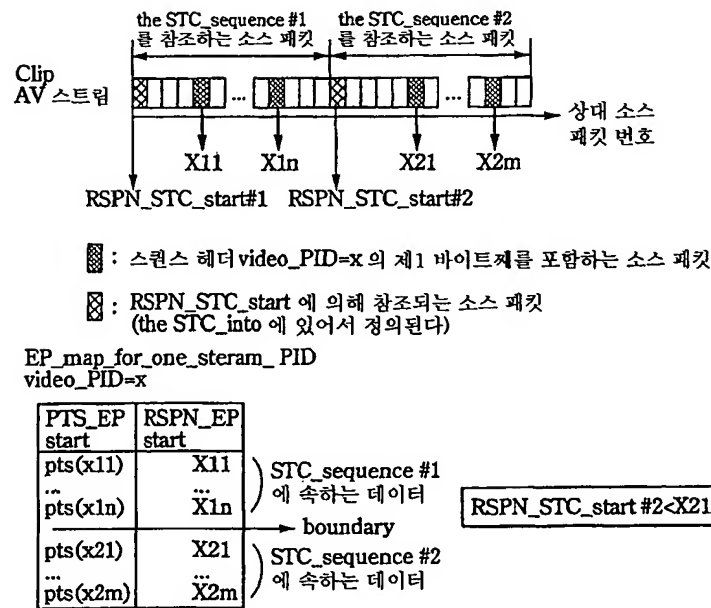 the STC_sequence #1
를 참조하는 소스 패킷
the STC_sequence #2
를 참조하는 소스 패킷
Clip
AV 스트림
...
...
상대 소스
패킷 번호
X11
X1n
X21
X2m
RSPN_STC_start#1
RSPN_STC_start#2
: 스퀀스 헤더 video_PID=x 의 제1 바이트째를 포함하는 소스 패킷
: RSPN_STC_start 에 의해 참조되는 소스 패킷
(the STC_into 에 있어서 정의된다)
EP_map_for_one_steram_ PID
video_PID=x
PTS_EP
start
RSPN_EP
start
pts(x11)
X11
...
...
pts(x1n)
X1n
STC_sequence #1
에 속하는 데이터
boundary
pts(x21)
X21
...
...
pts(x2m)
X2m
STC_sequence #2
에 속하는 데이터
RSPN_STC_start #2<X21